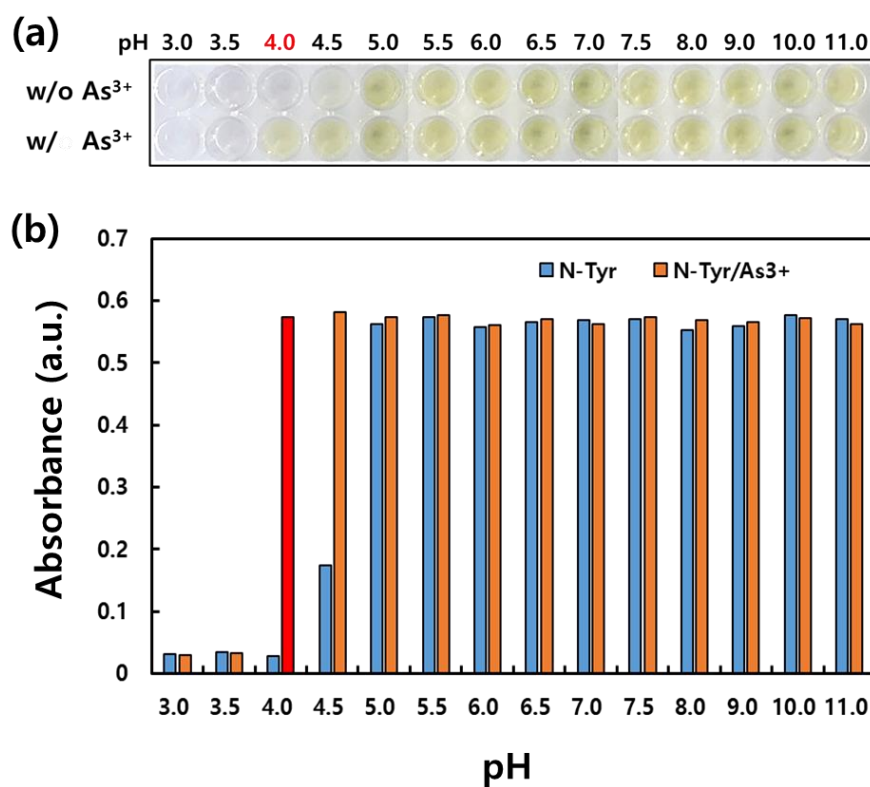 (a)
pH 3.0 3.5 4.0 4.5 5.0 5.5 6.0 6.5 7.0 7.5 8.0 9.0 10.0 11.0
w/o As³⁺
w/ As³⁺
(b)
N-Tyr N-Tyr/As3+
Absorbance (a.u.)
0.7
0.6
0.5
0.4
0.3
0.2
0.1
0
3.0 3.5 4.0 4.5 5.0 5.5 6.0 6.5 7.0 7.5 8.0 9.0 10.0 11.0
pH